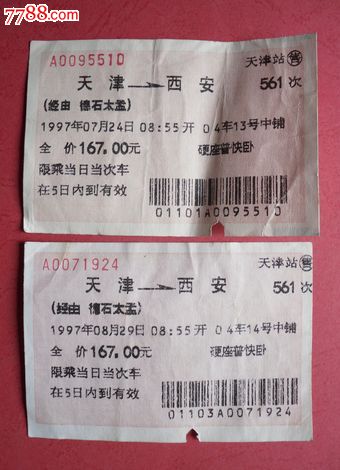 7788.com
A0095510 天津站售
天津→西安 561次
(经由 德石太孟)
1997年07月24日 08:55开 04车13号中铺
全价167.00元 硬座普快卧
限乘当日当次车
在5日内到有效
01101A0095510
A0071924 天津站售
天津→西安 561次
(经由 德石太孟)
1997年08月29日 08:55开 04车14号中铺
全价167.00元 硬座普快卧
限乘当日当次车
在5日内到有效
01103A0071924